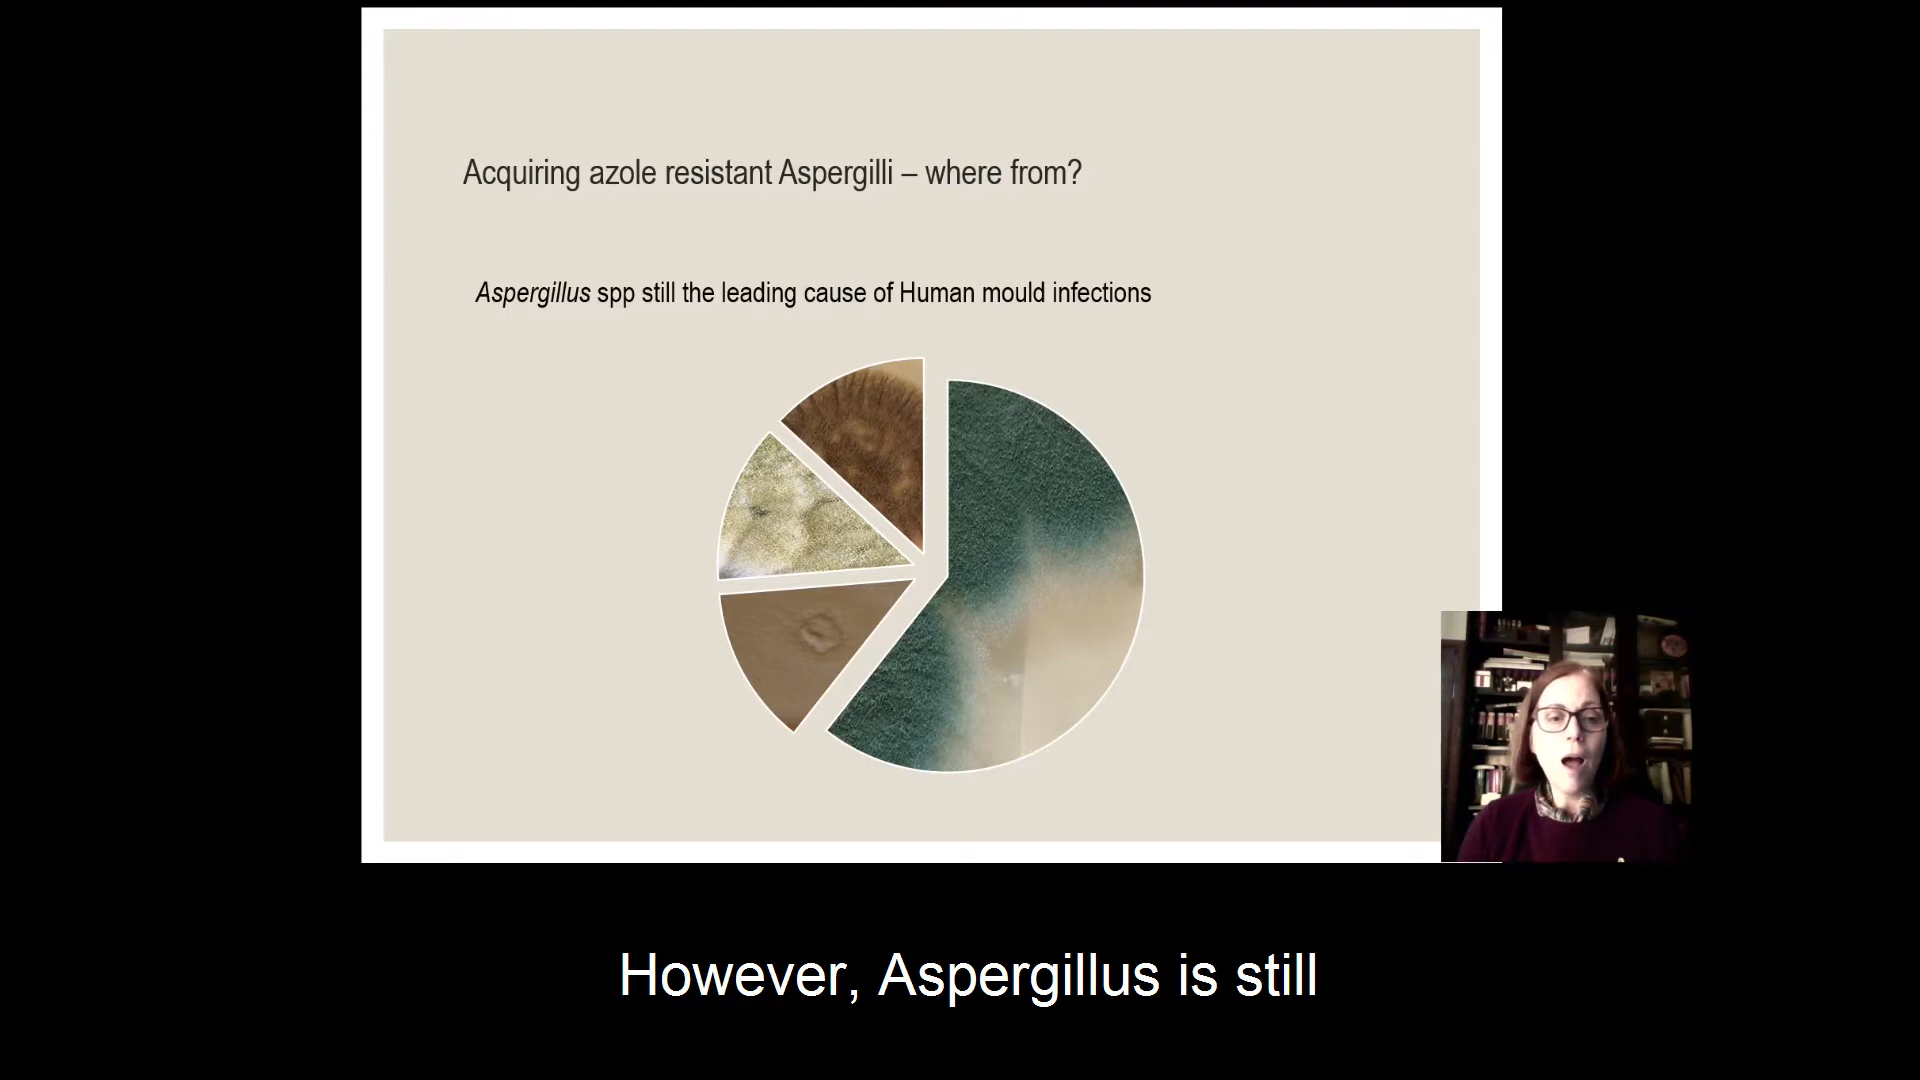 Acquiring azole resistant Aspergilli – where from?
Aspergillus spp still the leading cause of Human mould infections
However, Aspergillus is still